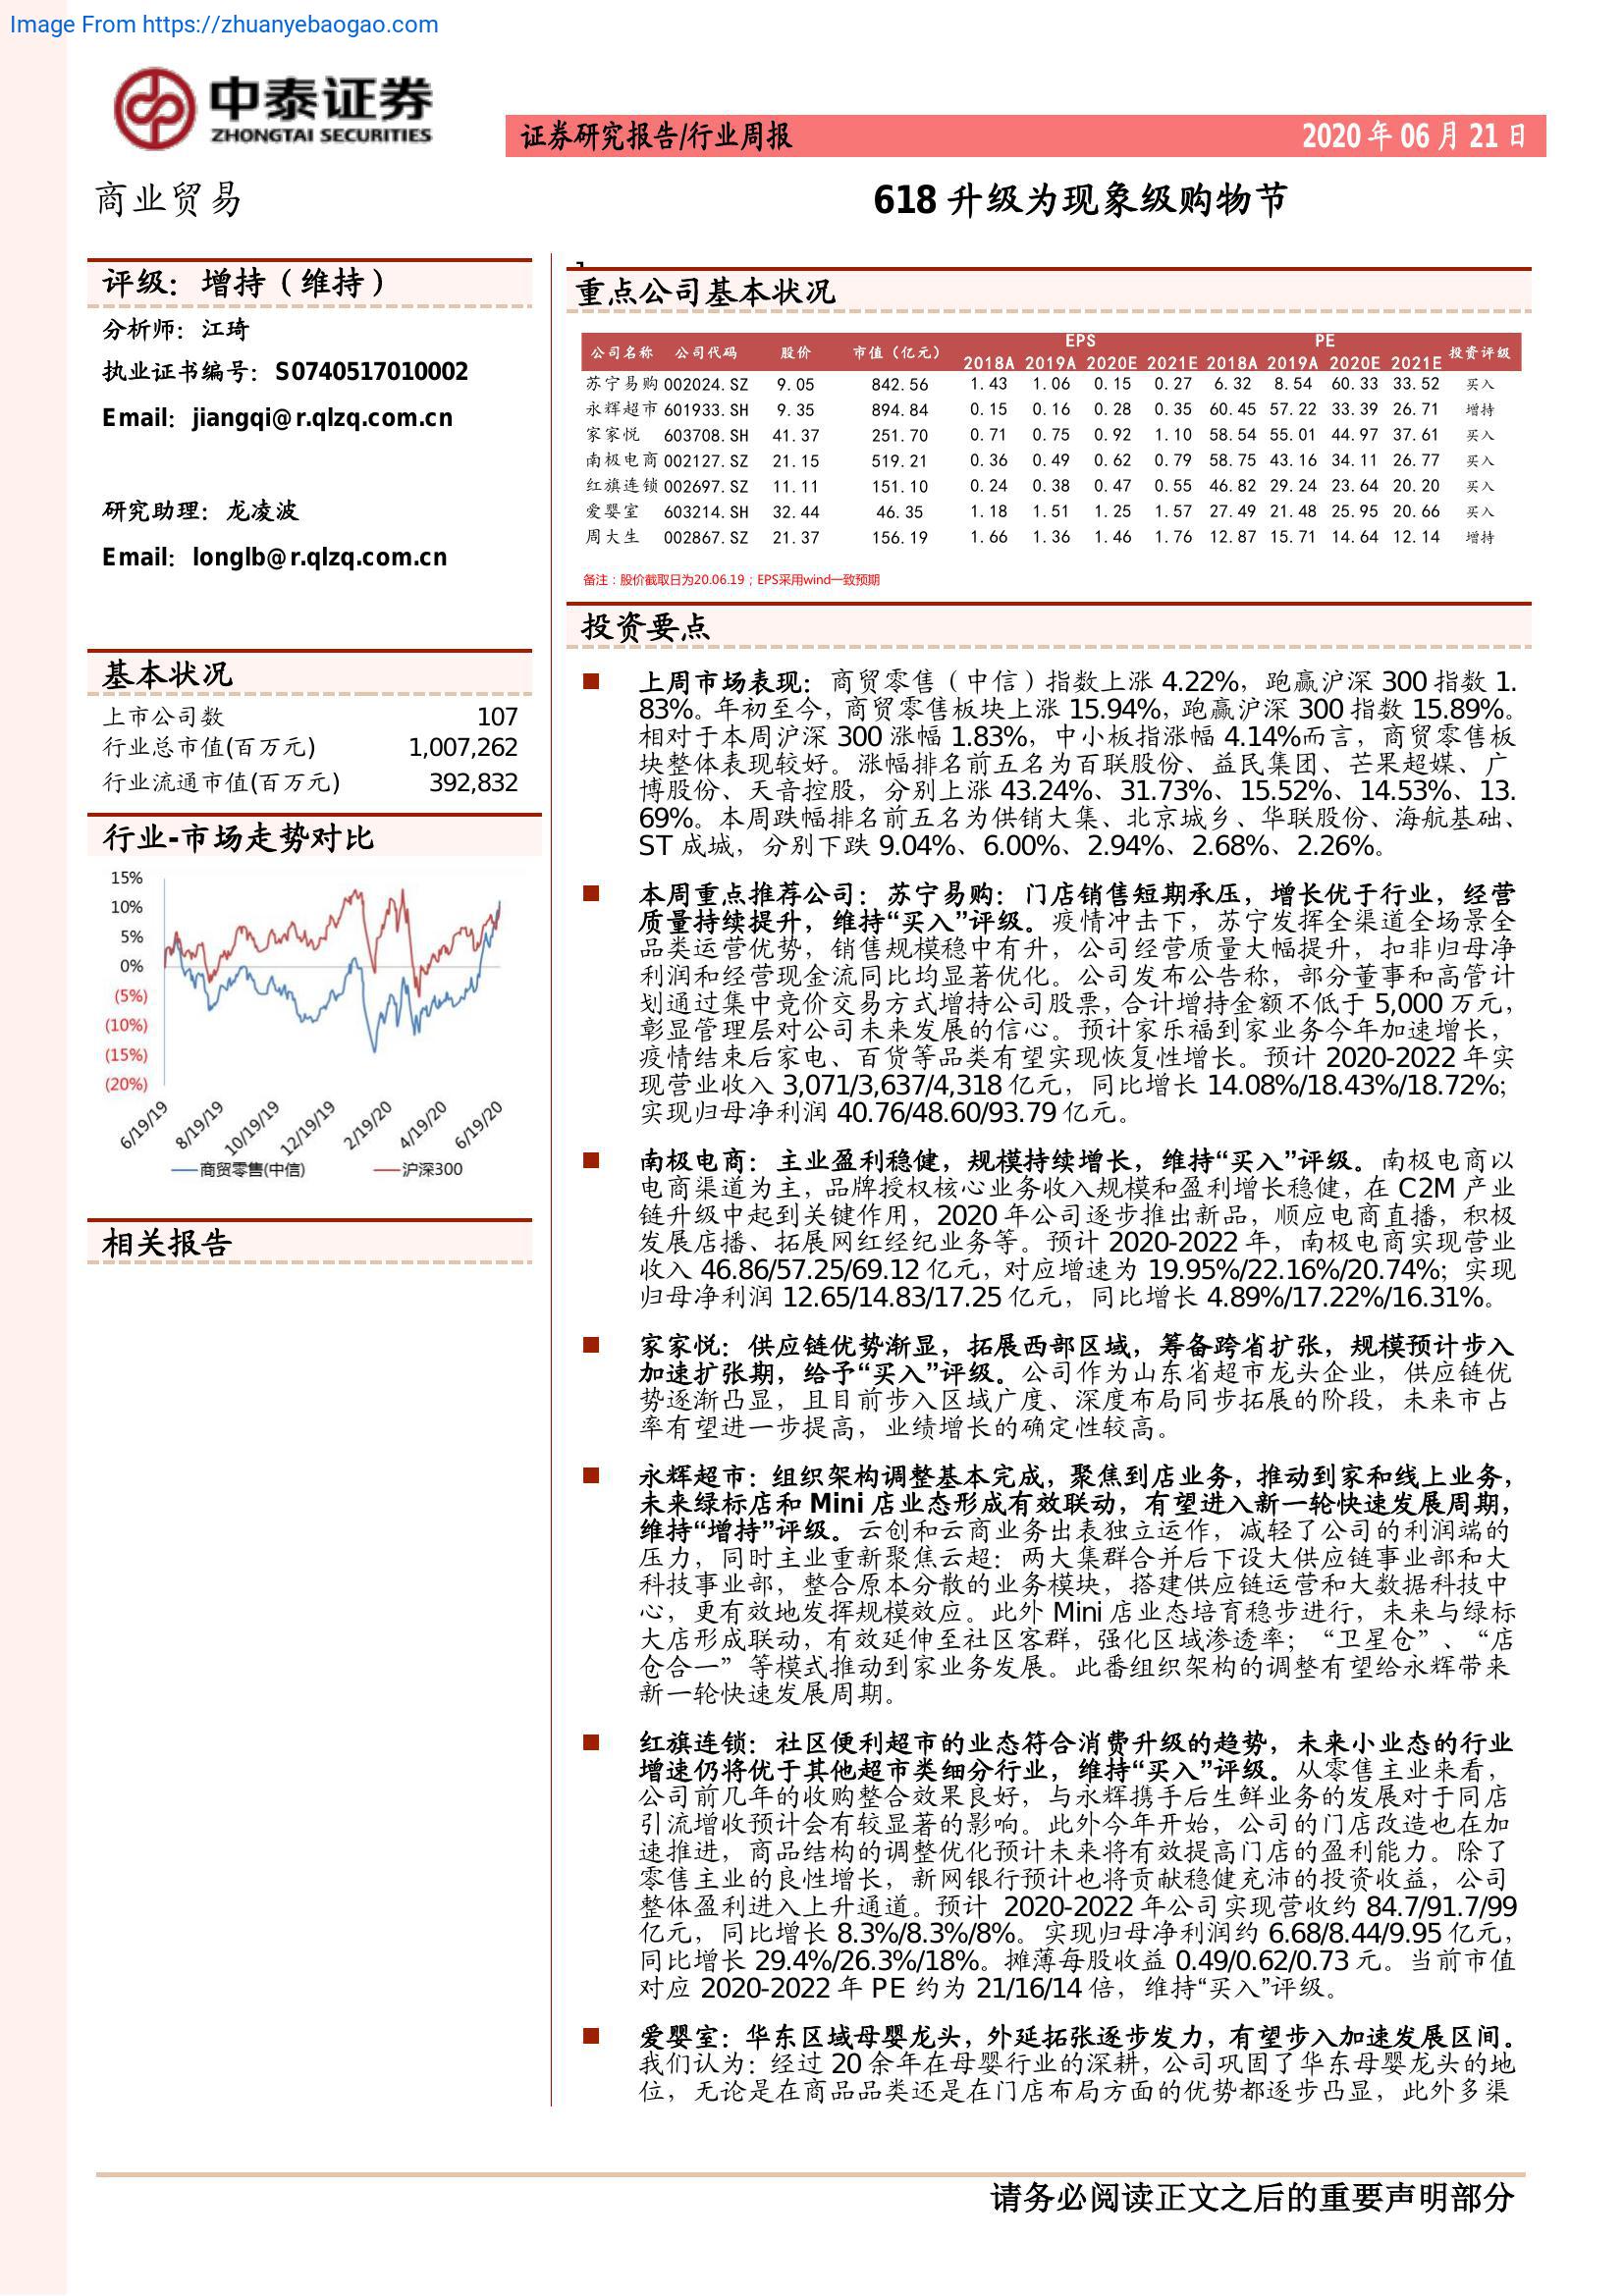 Image From https://zhuanyebaogao.com
中泰证券
ZHONGTAI SECURITIES
证券研究报告/行业周报
2020 年 06 月 21 日
商业贸易
618 升级为现象级购物节
评级：增持（维持）
分析师：江琦
执业证书编号：S0740517010002
Email：jiangqi@r.qlzq.com.cn
研究助理：龙凌波
Email：longlb@r.qlzq.com.cn
基本状况
上市公司数 107
行业总市值(百万元) 1,007,262
行业流通市值(百万元) 392,832
行业-市场走势对比
15%
10%
5%
0%
(5%)
(10%)
(15%)
(20%)
6/19/19 8/19/19 10/19/19 12/19/19 2/19/20 4/19/20 6/19/20
商贸零售(中信) 沪深300
相关报告
重点公司基本状况
公司名称 公司代码 股价 市值（亿元） EPS PE 投资评级
2018A 2019A 2020E 2021E 2018A 2019A 2020E 2021E
苏宁易购 002024.SZ 9.05 842.56 1.43 1.06 0.15 0.27 6.32 8.54 60.33 33.52 买入
永辉超市 601933.SH 9.35 894.84 0.15 0.16 0.28 0.35 60.45 57.22 33.39 26.71 增持
家家悦 603708.SH 41.37 251.70 0.71 0.75 0.92 1.10 58.54 55.01 44.97 37.61 买入
南极电商 002127.SZ 21.15 519.21 0.36 0.49 0.62 0.79 58.75 43.16 34.11 26.77 买入
红旗连锁 002697.SZ 11.11 151.10 0.24 0.38 0.47 0.55 46.82 29.24 23.64 20.20 买入
爱婴室 603214.SH 32.44 46.35 1.18 1.51 1.25 1.57 27.49 21.48 25.95 20.66 买入
周大生 002867.SZ 21.37 156.19 1.66 1.36 1.46 1.76 12.87 15.71 14.64 12.14 增持
备注：股价截取日为20.06.19；EPS采用wind一致预期
投资要点
■ 上周市场表现：商贸零售（中信）指数上涨 4.22%，跑赢沪深 300 指数 1.
83%。年初至今，商贸零售板块上涨 15.94%，跑赢沪深 300 指数 15.89%。
相对于本周沪深 300 涨幅 1.83%，中小板指涨幅 4.14%而言，商贸零售板
块整体表现较好。涨幅排名前五名为百联股份、益民集团、芒果超媒、广
博股份、天音控股，分别上涨 43.24%、31.73%、15.52%、14.53%、13.
69%。本周跌幅排名前五名为供销大集、北京城乡、华联股份、海航基础、
ST 成城，分别下跌 9.04%、6.00%、2.94%、2.68%、2.26%。
■ 本周重点推荐公司：苏宁易购：门店销售短期承压，增长优于行业，经营
质量持续提升，维持“买入”评级。疫情冲击下，苏宁发挥全渠道全场景全
品类运营优势，销售规模稳中有升，公司经营质量大幅提升，扣非归母净
利润和经营现金流同比均显著优化。公司发布公告称，部分董事和高管计
划通过集中竞价交易方式增持公司股票，合计增持金额不低于 5,000 万元，
彰显管理层对公司未来发展的信心。预计家乐福到家业务今年加速增长，
疫情结束后家电、百货等品类有望实现恢复性增长。预计 2020-2022 年实
现营业收入 3,071/3,637/4,318 亿元，同比增长 14.08%/18.43%/18.72%；
实现归母净利润 40.76/48.60/93.79 亿元。
■ 南极电商：主业盈利稳健，规模持续增长，维持“买入”评级。南极电商以
电商渠道为主，品牌授权核心业务收入规模和盈利增长稳健，在 C2M 产业
链升级中起到关键作用，2020 年公司逐步推出新品，顺应电商直播，积极
发展店播、拓展网红经纪业务等。预计 2020-2022 年，南极电商实现营业
收入 46.86/57.25/69.12 亿元，对应增速为 19.95%/22.16%/20.74%；实现
归母净利润 12.65/14.83/17.25 亿元，同比增长 4.89%/17.22%/16.31%。
■ 家家悦：供应链优势渐显，拓展西部区域，筹备跨省扩张，规模预计步入
加速扩张期，给予“买入”评级。公司作为山东省超市龙头企业，供应链优
势逐渐凸显，且目前步入区域广度、深度布局同步拓展的阶段，未来市占
率有望进一步提高，业绩增长的确定性较高。
■ 永辉超市：组织架构调整基本完成，聚焦到店业务，推动到家和线上业务，
未来绿标店和 Mini 店业态形成有效联动，有望进入新一轮快速发展周期，
维持“增持”评级。云创和云商业务出表独立运作，减轻了公司的利润端的
压力，同时主业重新聚焦云超：两大集群合并后下设大供应链事业部和大
科技事业部，整合原本分散的业务模块，搭建供应链运营和大数据科技中
心，更有效地发挥规模效应。此外 Mini 店业态培育稳步进行，未来与绿标
大店形成联动，有效延伸至社区客群，强化区域渗透率；“卫星仓”、“店
仓合一”等模式推动到家业务发展。此番组织架构的调整有望给永辉带来
新一轮快速发展周期。
■ 红旗连锁：社区便利超市的业态符合消费升级的趋势，未来小业态的行业
增速仍将优于其他超市类细分行业，维持“买入”评级。从零售主业来看，
公司前几年的收购整合效果良好，与永辉携手后生鲜业务的发展对于同店
引流增收预计会有较显著的影响。此外今年开始，公司的门店改造也在加
速推进，商品结构的调整优化预计未来将有效提高门店的盈利能力。除了
零售主业的良性增长，新网银行预计也将贡献稳健充沛的投资收益，公司
整体盈利进入上升通道。预计 2020-2022 年公司实现营收约 84.7/91.7/99
亿元，同比增长 8.3%/8.3%/8%。实现归母净利润约 6.68/8.44/9.95 亿元，
同比增长 29.4%/26.3%/18%。摊薄每股收益 0.49/0.62/0.73 元。当前市值
对应 2020-2022 年 PE 约为 21/16/14 倍，维持“买入”评级。
■ 爱婴室：华东区域母婴龙头，外延拓张逐步发力，有望步入加速发展区间。
我们认为：经过 20 余年在母婴行业的深耕，公司巩固了华东母婴龙头的地
位，无论是在商品品类还是在门店布局方面的优势都逐步凸显，此外多渠
请务必阅读正文之后的重要声明部分